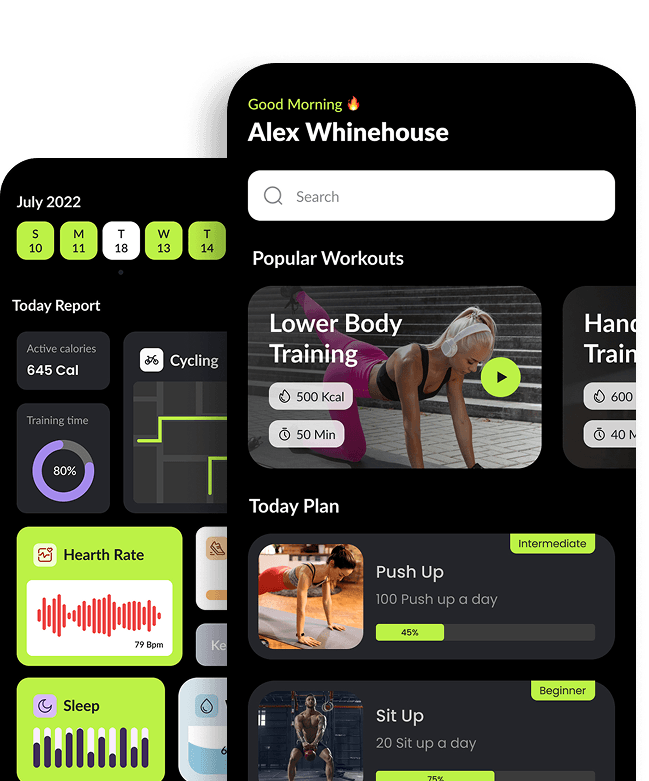 Good Morning 🔥
Alex Whinehouse
Search
Popular Workouts
Lower Body
Training
500 Kcal
50 Min
Hand
Train
600
40 M
Today Plan
Intermediate
Push Up
100 Push up a day
45%
Beginner
Sit Up
20 Sit up a day
75%
July 2022
S M T W T
10 11 18 13 14
Today Report
Active calories
645 Cal
Cycling
Training time
80%
Hearth Rate
79 Bpm
Ke
Sleep
6